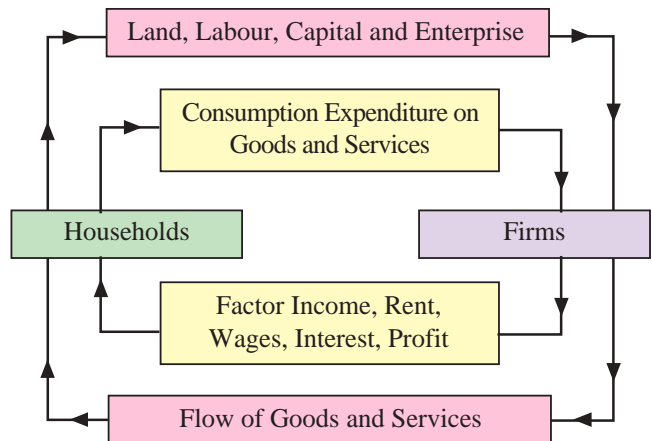 Land, Labour, Capital and Enterprise
Consumption Expenditure on
Goods and Services
Households
Firms
Factor Income, Rent,
Wages, Interest, Profit
Flow of Goods and Services